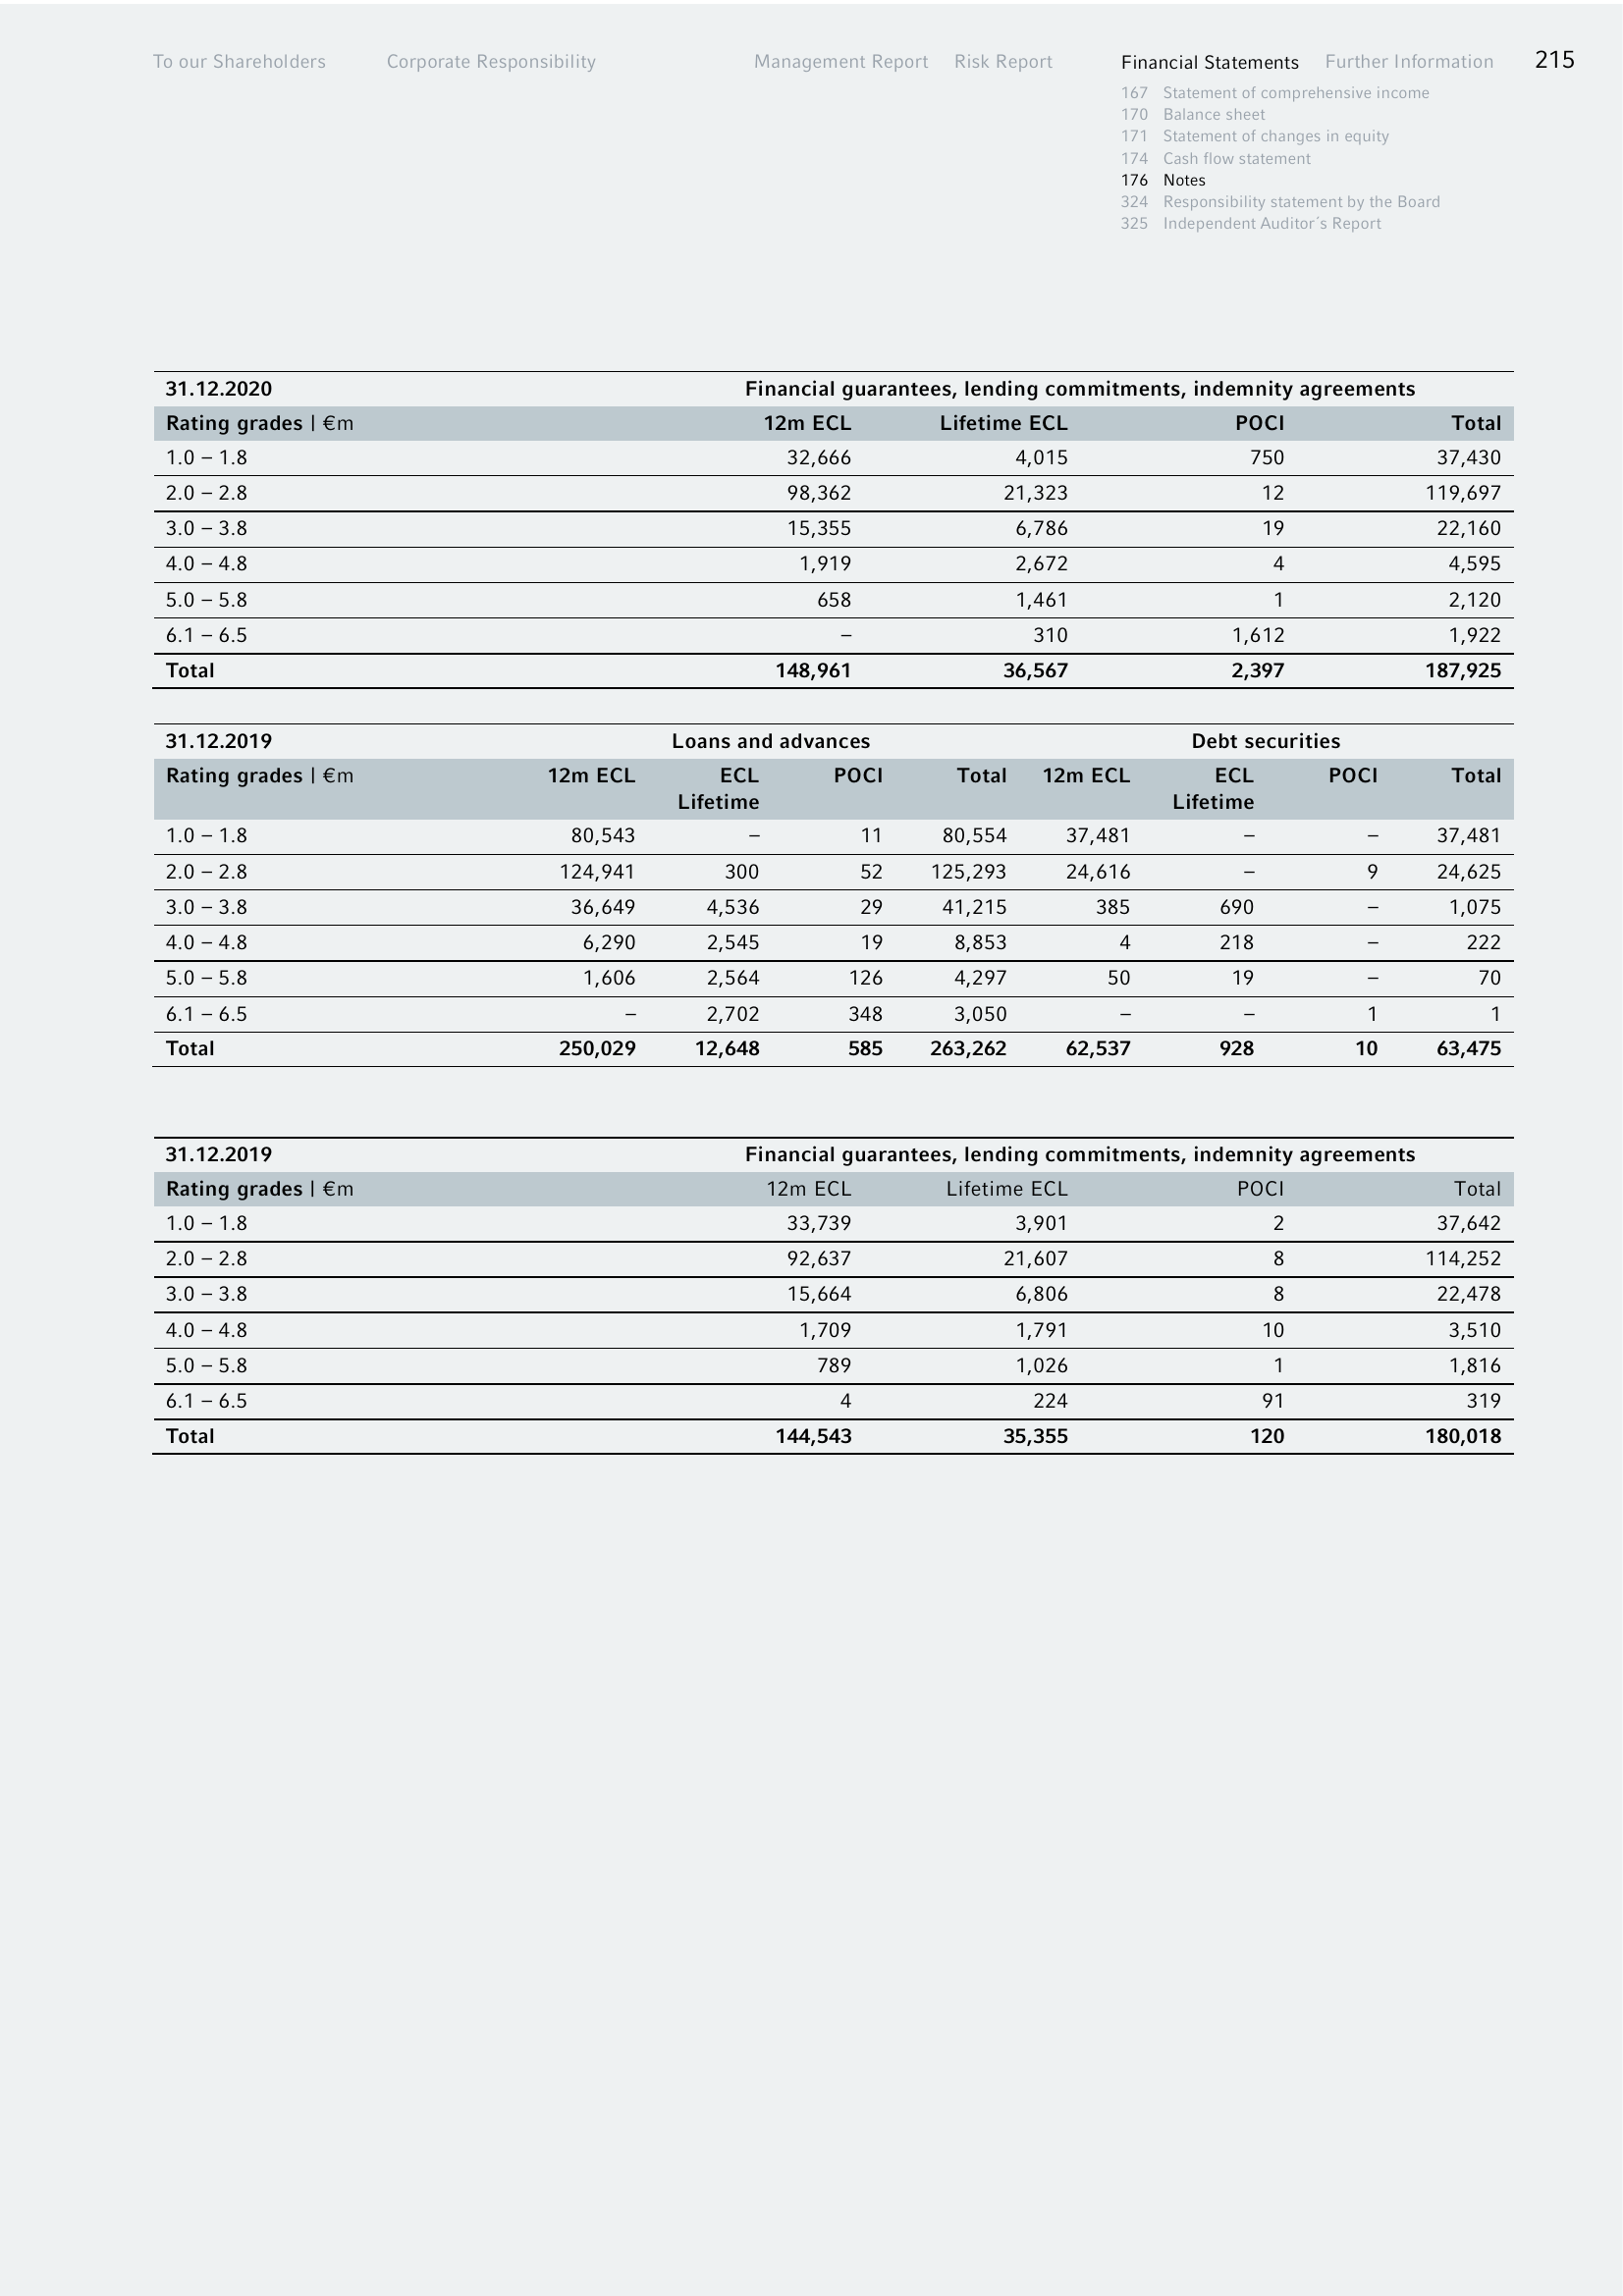 To our Shareholders Corporate Responsibility Management Report Risk Report Financial Statements Further Information 215
167 Statement of comprehensive income
170 Balance sheet
171 Statement of changes in equity
174 Cash flow statement
176 Notes
324 Responsibility statement by the Board
325 Independent Auditor´s Report
31.12.2020 Financial guarantees, lending commitments, indemnity agreements
Rating grades | €m 12m ECL Lifetime ECL POCI Total
1.0 – 1.8 32,666 4,015 750 37,430
2.0 – 2.8 98,362 21,323 12 119,697
3.0 – 3.8 15,355 6,786 19 22,160
4.0 – 4.8 1,919 2,672 4 4,595
5.0 – 5.8 658 1,461 1 2,120
6.1 – 6.5 – 310 1,612 1,922
Total 148,961 36,567 2,397 187,925
31.12.2019 Loans and advances Debt securities
Rating grades | €m 12m ECL ECL POCI Total 12m ECL ECL POCI Total
Lifetime Lifetime
1.0 – 1.8 80,543 – 11 80,554 37,481 – – 37,481
2.0 – 2.8 124,941 300 52 125,293 24,616 – 9 24,625
3.0 – 3.8 36,649 4,536 29 41,215 385 690 – 1,075
4.0 – 4.8 6,290 2,545 19 8,853 4 218 – 222
5.0 – 5.8 1,606 2,564 126 4,297 50 19 – 70
6.1 – 6.5 – 2,702 348 3,050 – – 1 1
Total 250,029 12,648 585 263,262 62,537 928 10 63,475
31.12.2019 Financial guarantees, lending commitments, indemnity agreements
Rating grades | €m 12m ECL Lifetime ECL POCI Total
1.0 – 1.8 33,739 3,901 2 37,642
2.0 – 2.8 92,637 21,607 8 114,252
3.0 – 3.8 15,664 6,806 8 22,478
4.0 – 4.8 1,709 1,791 10 3,510
5.0 – 5.8 789 1,026 1 1,816
6.1 – 6.5 4 224 91 319
Total 144,543 35,355 120 180,018